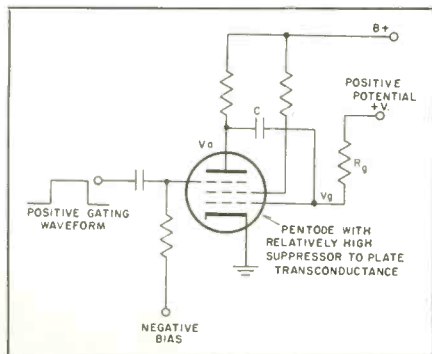 B+
POSITIVE
POTENTIAL
+V.
C
Va
Rg
Vg
POSITIVE GATING
WAVEFORM
PENTODE WITH
RELATIVELY HIGH
SUPPRESSOR TO PLATE
TRANSCONDUCTANCE
NEGATIVE
BIAS